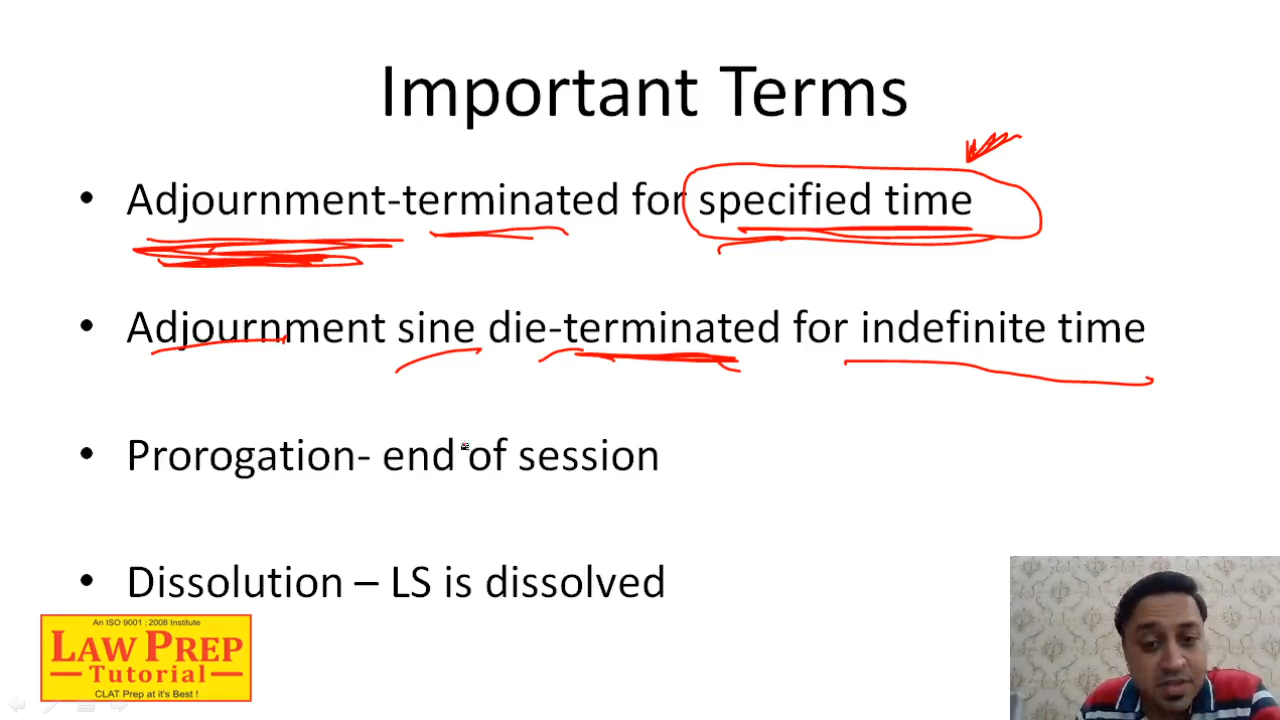 Important Terms
• Adjournment-terminated for specified time
• Adjournment sine die-terminated for indefinite time
• Prorogation- end of session
• Dissolution – LS is dissolved
An ISO 9001 : 2008 Institute
LAW PREP
Tutorial
CLAT Prep at it's Best !